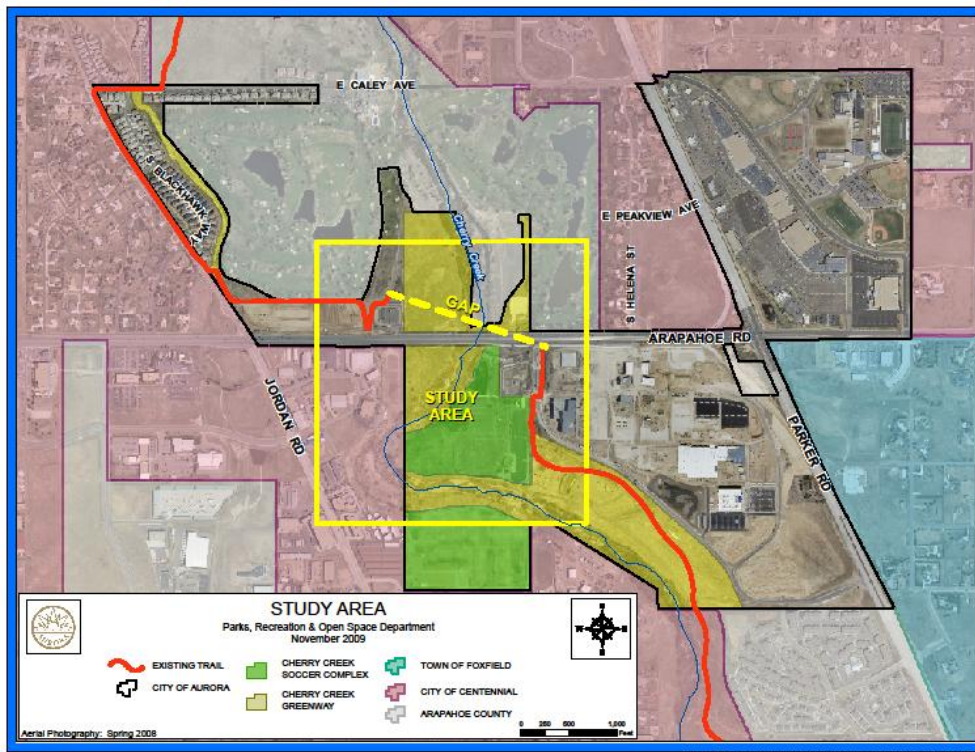 E CALEY AVE
S BLACKHAWK WAY
Cherry Creek
E PEAKVIEW AVE
S HELENA ST
GAP
ARAPAHOE RD
STUDY
AREA
JORDAN RD
PARKER RD
STUDY AREA
Parks, Recreation & Open Space Department
November 2009
AURORA
N
W E
S
EXISTING TRAIL
CITY OF AURORA
CHERRY CREEK
SOCCER COMPLEX
CHERRY CREEK
GREENWAY
TOWN OF FOXFIELD
CITY OF CENTENNIAL
ARAPAHOE COUNTY
0 250 500 1,000
Feet
Aerial Photography: Spring 2008